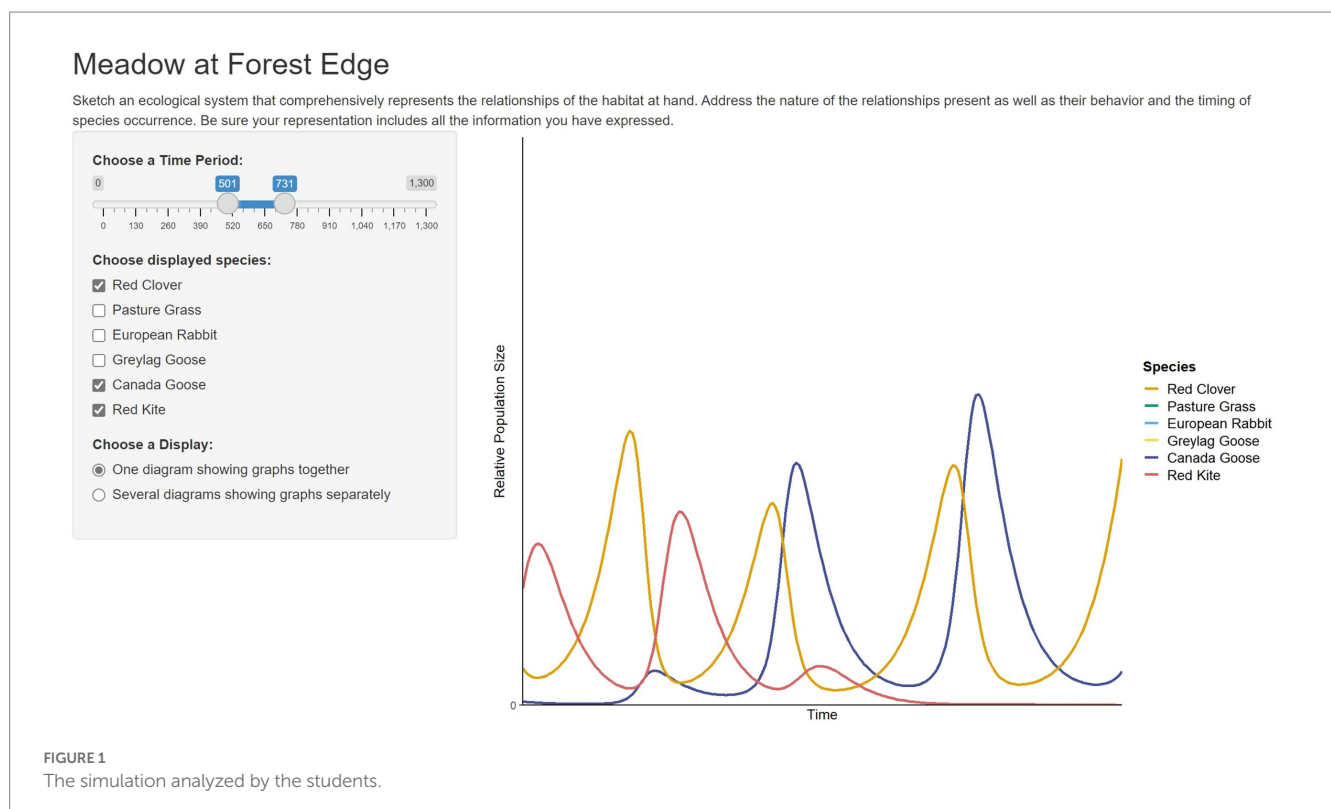 Meadow at Forest Edge
Sketch an ecological system that comprehensively represents the relationships of the habitat at hand. Address the nature of the relationships present as well as their behavior and the timing of
species occurrence. Be sure your representation includes all the information you have expressed.
Choose a Time Period:
0 501 731 1,300
0 130 260 390 520 650 780 910 1,040 1,170 1,300
Choose displayed species:
Red Clover
Pasture Grass
European Rabbit
Greylag Goose
Canada Goose
Red Kite
Choose a Display:
One diagram showing graphs together
Several diagrams showing graphs separately
Relative Population Size
0
Time
Species
Red Clover
Pasture Grass
European Rabbit
Greylag Goose
Canada Goose
Red Kite
FIGURE 1
The simulation analyzed by the students.